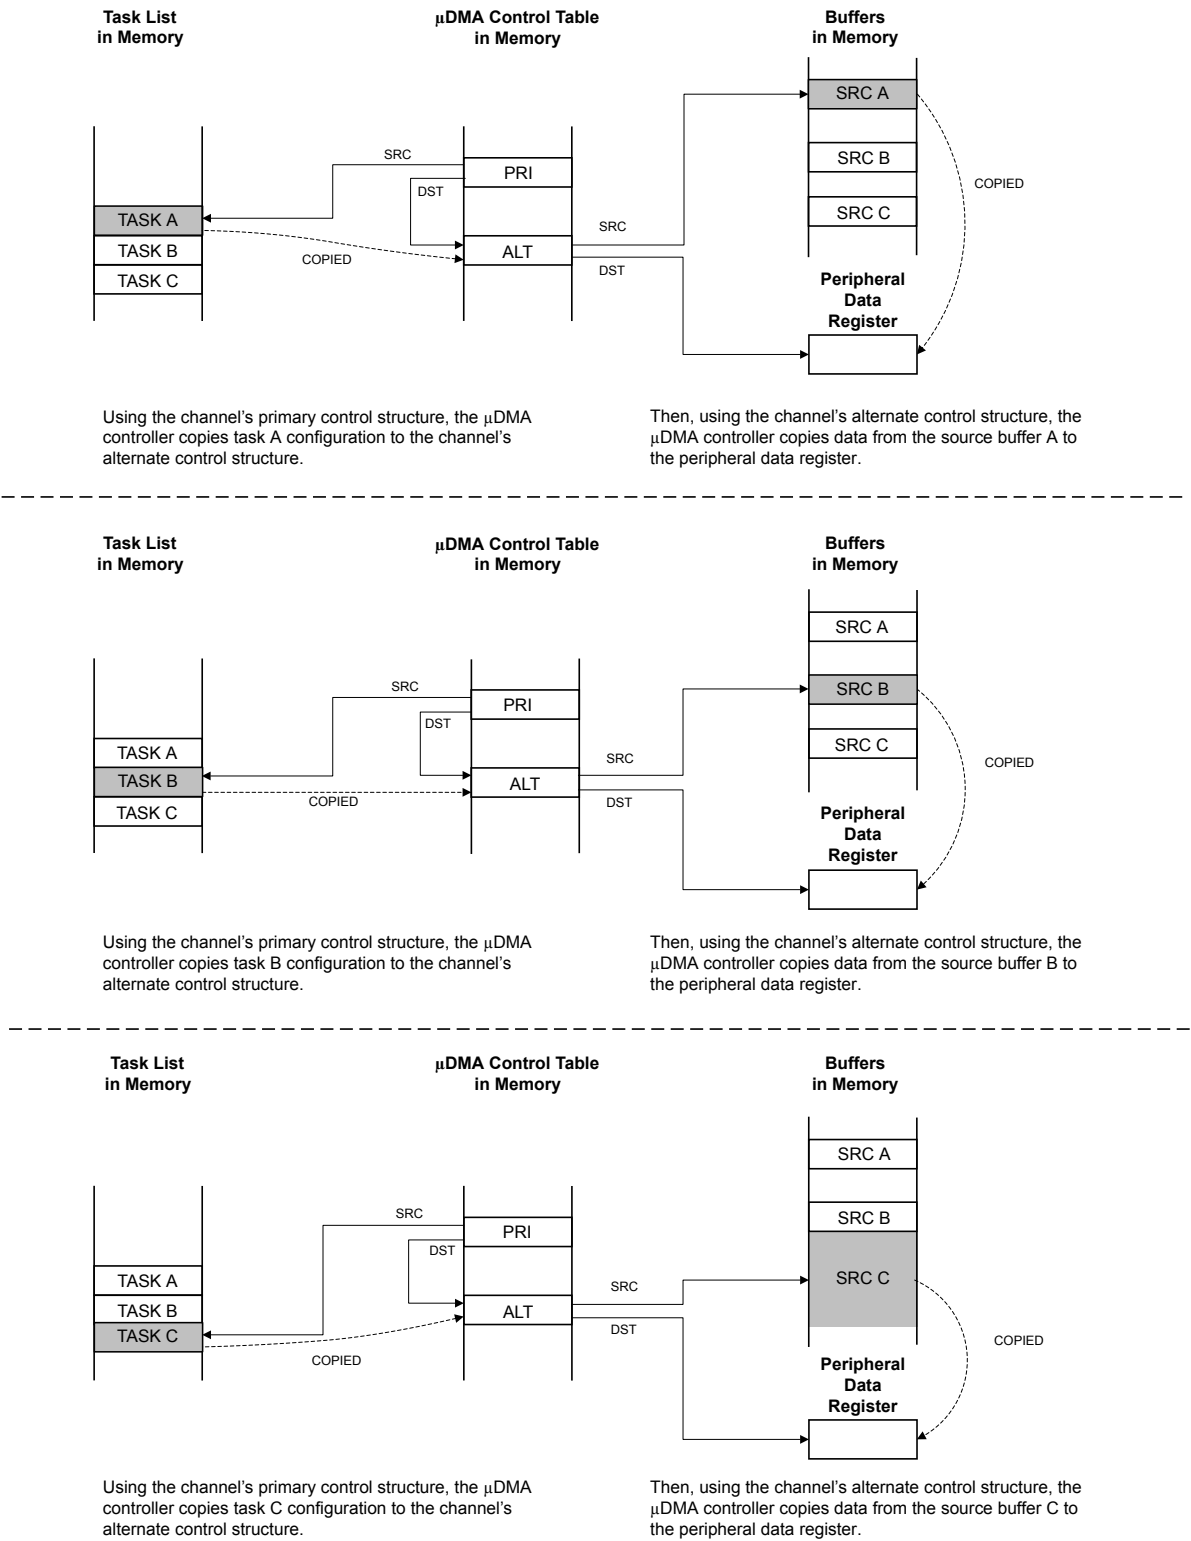 Task List
in Memory
μDMA Control Table
in Memory
Buffers
in Memory
SRC A
SRC B
SRC C
COPIED
SRC
PRI
DST
TASK A
TASK B
TASK C
COPIED
ALT
SRC
DST
Peripheral
Data
Register
Using the channel's primary control structure, the μDMA
controller copies task A configuration to the channel's
alternate control structure.
Then, using the channel's alternate control structure, the
μDMA controller copies data from the source buffer A to
the peripheral data register.
Task List
in Memory
μDMA Control Table
in Memory
Buffers
in Memory
SRC A
SRC B
SRC C
COPIED
SRC
PRI
DST
TASK A
TASK B
TASK C
COPIED
ALT
SRC
DST
Peripheral
Data
Register
Using the channel's primary control structure, the μDMA
controller copies task B configuration to the channel's
alternate control structure.
Then, using the channel's alternate control structure, the
μDMA controller copies data from the source buffer B to
the peripheral data register.
Task List
in Memory
μDMA Control Table
in Memory
Buffers
in Memory
SRC A
SRC B
SRC C
COPIED
SRC
PRI
DST
TASK A
TASK B
TASK C
COPIED
ALT
SRC
DST
Peripheral
Data
Register
Using the channel's primary control structure, the μDMA
controller copies task C configuration to the channel's
alternate control structure.
Then, using the channel's alternate control structure, the
μDMA controller copies data from the source buffer C to
the peripheral data register.